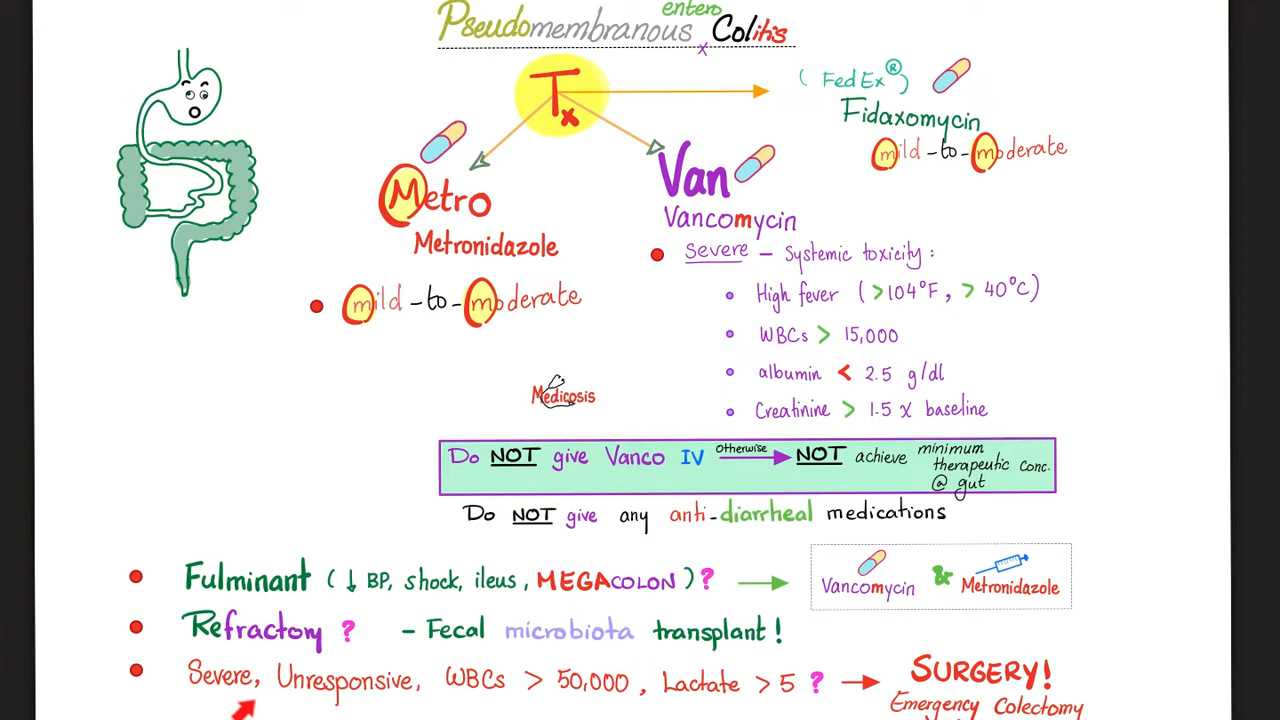 Pseudomembranous entero Colitis
x
Tx
(FedEx®)
Fidaxomycin
mild-to-moderate
Metro
Metronidazole
mild-to-moderate
Van
Vancomycin
Severe – Systemic toxicity:
High fever (>104°F, > 40°C)
WBCs > 15,000
albumin < 2.5 g/dl
Creatinine > 1.5 x baseline
Medicosis
Do NOT give Vanco IV otherwise NOT achieve minimum therapeutic conc. @ gut
Do NOT give any anti-diarrheal medications
Fulminant (↓ BP, shock, ileus, MEGACOLON)? → Vancomycin & Metronidazole
Refractory ? – Fecal microbiota transplant!
Severe, Unresponsive, WBCs > 50,000, Lactate > 5 ? → SURGERY!
Emergency Colectomy